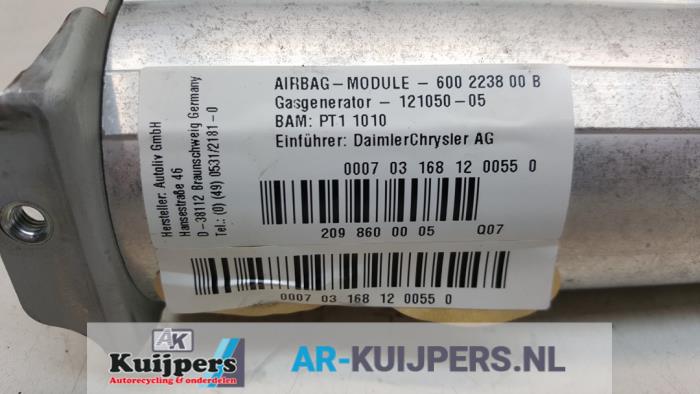 AIRBAG-MODULE - 600 2238 00 B
Gasgenerator - 121050-05
BAM: PT1 1010
Einführer: DaimlerChrysler AG
Hersteller: Autoliv GmbH
Hansestraße 46
D-38112 Braunschweig Germany
Tel.: (0) (49) 0531/2181-0
0007 03 168 12 0055 0
209 860 00 05 Q07
0007 03 168 12 0055 0
AK
Kuijpers
Autorecycling & onderdelen
AR-KUIJPERS.NL